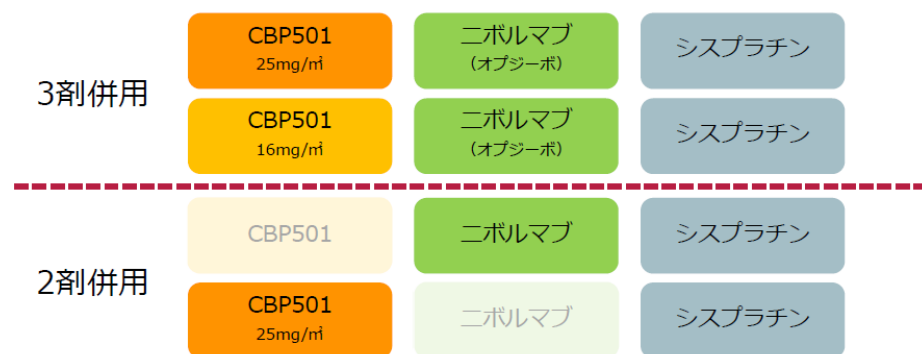 3剤併用
CBP501
25mg/㎡
ニボルマブ
(オプジーボ)
シスプラチン
CBP501
16mg/㎡
ニボルマブ
(オプジーボ)
シスプラチン
2剤併用
CBP501
ニボルマブ
シスプラチン
CBP501
25mg/㎡
ニボルマブ
シスプラチン